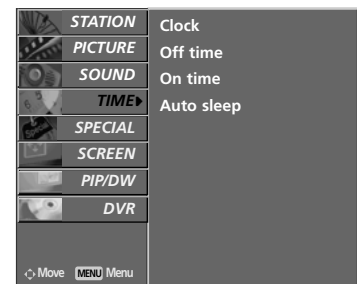 STATION
PICTURE
SOUND
TIME
SPECIAL
SCREEN
PIP/DW
DVR
Move MENU Menu
Clock
Off time
On time
Auto sleep